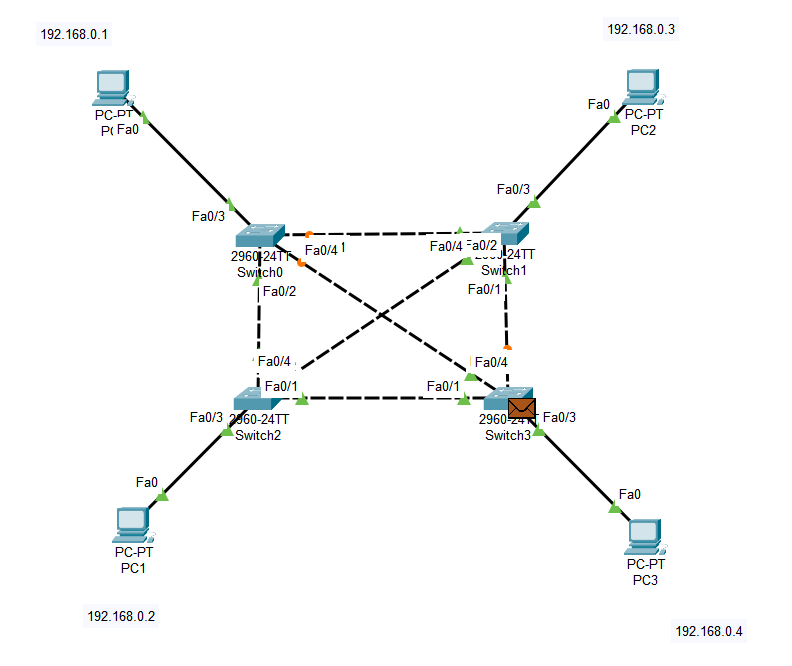 192.168.0.1
192.168.0.3
PC-PT
Fa0
Fa0
PC-PT
PC2
Fa0/3
Fa0/3
Fa0/4
1
Fa0/4
Fa0/2
2960-24TT
Switch0
Switch1
Fa0/2
Fa0/1
Fa0/4
Fa0/4
Fa0/1
Fa0/1
Fa0/3
2960-24TT
Switch2
2960-24TT
Switch3
Fa0/3
Fa0
PC-PT
PC1
Fa0
PC-PT
PC3
192.168.0.2
192.168.0.4